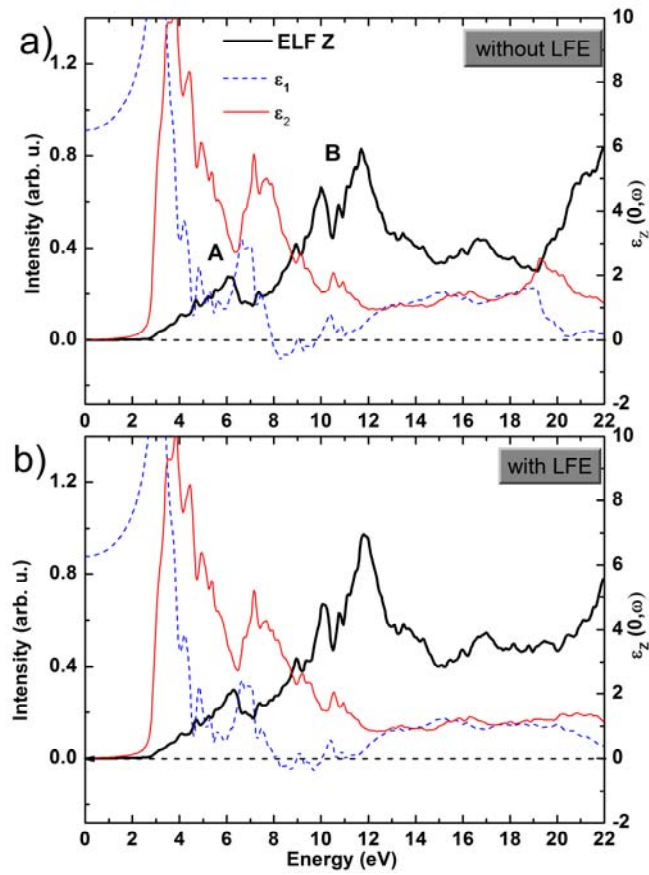 a)
ELF Z
ε1
ε2
without LFE
A
B
Intensity (arb. u.)
1.2
0.8
0.4
0.0
10
8
6
4
2
0
-2
εZ(0,ω)
0 2 4 6 8 10 12 14 16 18 20 22
b)
with LFE
Intensity (arb. u.)
1.2
0.8
0.4
0.0
10
8
6
4
2
0
-2
εZ(0,ω)
0 2 4 6 8 10 12 14 16 18 20 22
Energy (eV)